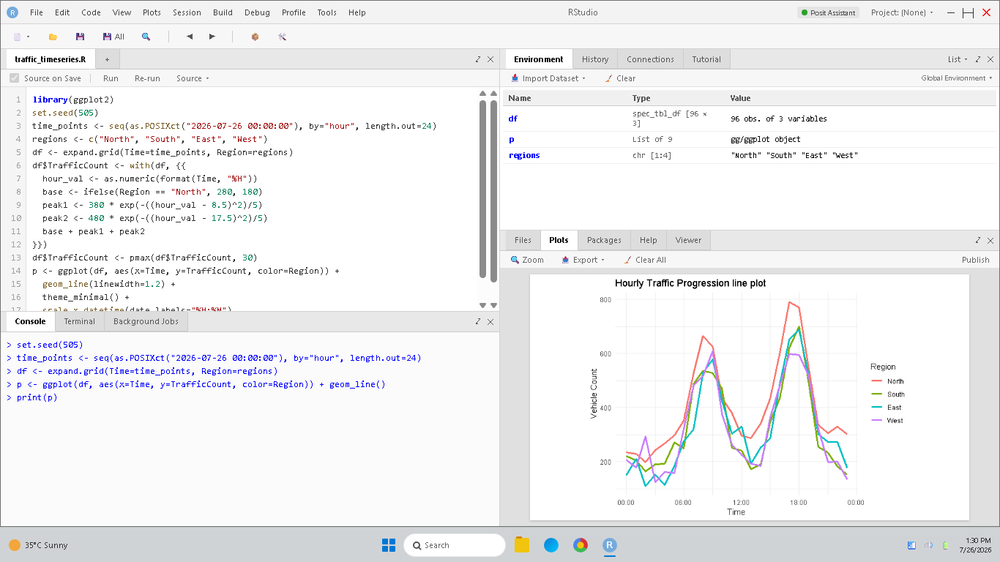 R File Edit Code View Plots Session Build Debug Profile Tools Help RStudio Posit Assistant Project: (None)
All
traffic_timeseries.R +
Source on Save Run Re-run Source
1 library(ggplot2)
2 set.seed(505)
3 time_points <- seq(as.POSIXct("2026-07-26 00:00:00"), by="hour", length.out=24)
4 regions <- c("North", "South", "East", "West")
5 df <- expand.grid(Time=time_points, Region=regions)
6 df$TrafficCount <- with(df, {{
7 hour_val <- as.numeric(format(Time, "%H"))
8 base <- ifelse(Region == "North", 280, 180)
9 peak1 <- 380 * exp(-((hour_val - 8.5)^2)/5)
10 peak2 <- 480 * exp(-((hour_val - 17.5)^2)/5)
11 base + peak1 + peak2
12 }})
13 df$TrafficCount <- pmax(df$TrafficCount, 30)
14 p <- ggplot(df, aes(x=Time, y=TrafficCount, color=Region)) +
15 geom_line(linewidth=1.2) +
16 theme_minimal() +
17 scale_x_datetime(date_labels="%H:%M")
Console Terminal Background Jobs
> set.seed(505)
> time_points <- seq(as.POSIXct("2026-07-26 00:00:00"), by="hour", length.out=24)
> df <- expand.grid(Time=time_points, Region=regions)
> p <- ggplot(df, aes(x=Time, y=TrafficCount, color=Region)) + geom_line()
> print(p)
Environment History Connections Tutorial List
Import Dataset Clear Global Environment
Name Type Value
df spec_tbl_df [96 × 3] 96 obs. of 3 variables
p List of 9 gg/ggplot object
regions chr [1:4] "North" "South" "East" "West"
Files Plots Packages Help Viewer
Zoom Export Clear All Publish
Hourly Traffic Progression line plot
800
600
400
200
Vehicle Count
00:00 06:00 12:00 18:00 00:00
Time
Region
North
South
East
West
35°C Sunny Search R 1:30 PM
7/26/2026